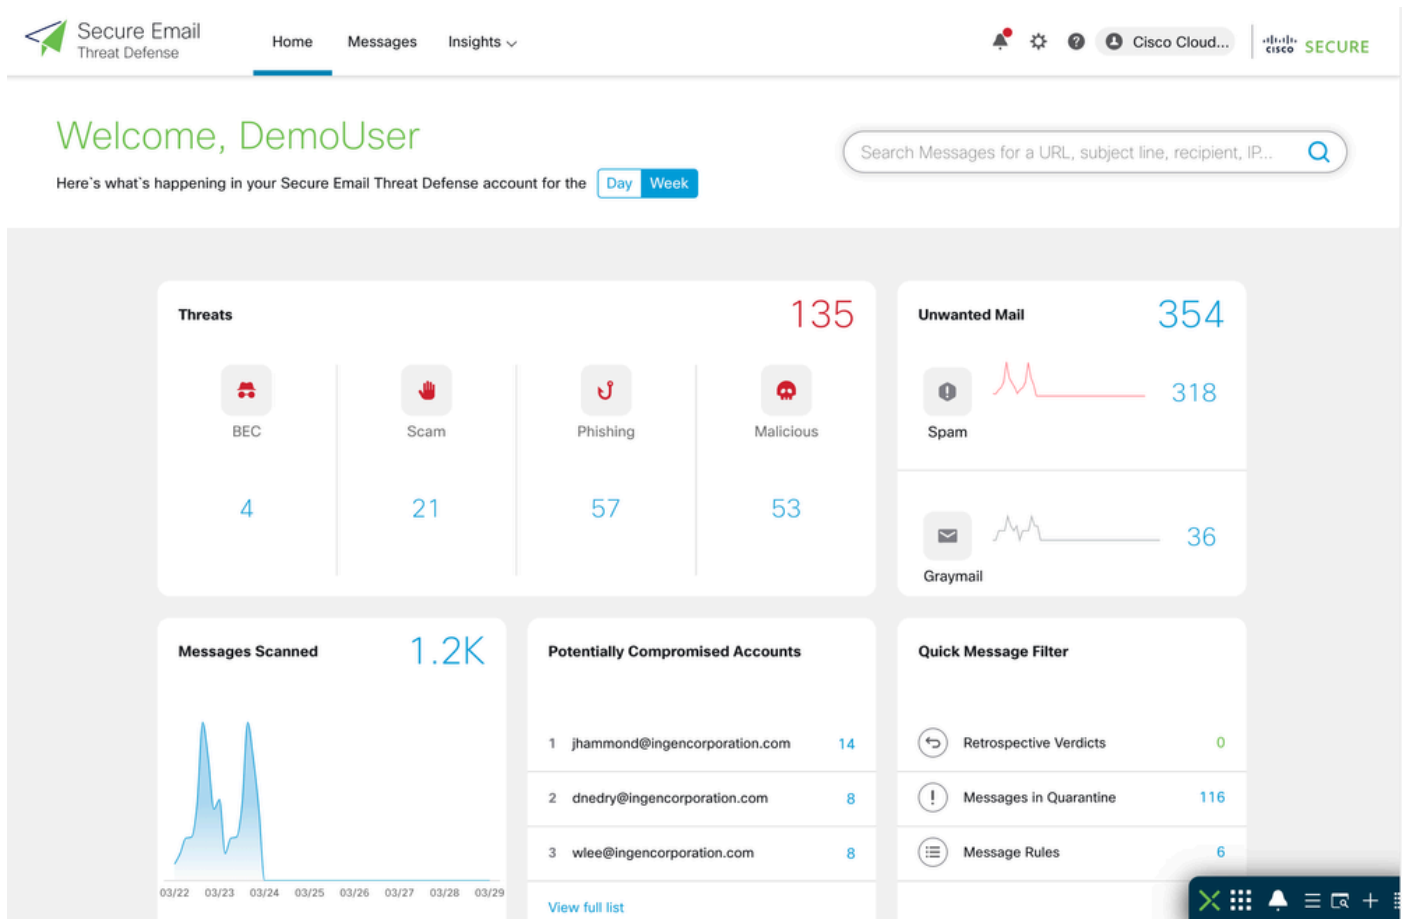 Secure Email
Threat Defense
Home Messages Insights
Cisco Cloud...
CISCO SECURE
Welcome, DemoUser
Search Messages for a URL, subject line, recipient, IP...
Here`s what`s happening in your Secure Email Threat Defense account for the Day Week
Threats 135
BEC Scam Phishing Malicious
4 21 57 53
Unwanted Mail 354
318
Spam
36
Graymail
Messages Scanned 1.2K
03/22 03/23 03/24 03/25 03/26 03/27 03/28 03/29
Potentially Compromised Accounts
1 jhammond@ingencorporation.com 14
2 dnedry@ingencorporation.com 8
3 wlee@ingencorporation.com 8
View full list
Quick Message Filter
Retrospective Verdicts 0
Messages in Quarantine 116
Message Rules 6